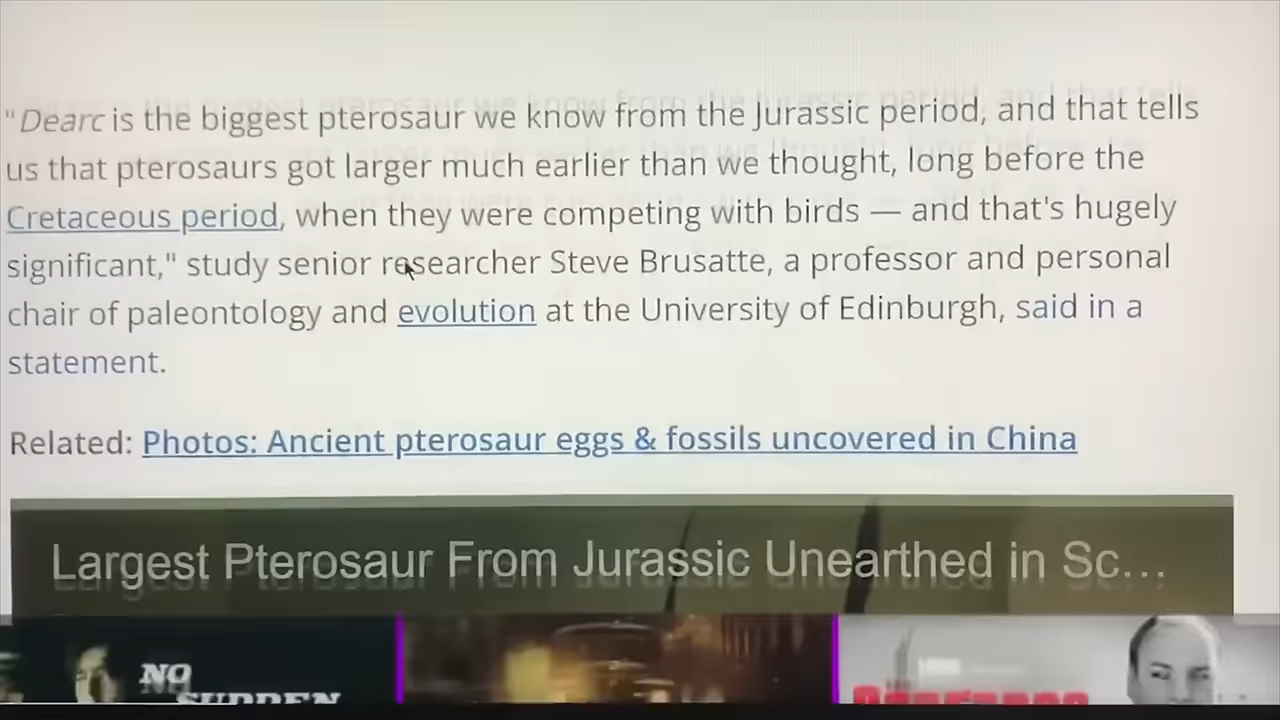 "Dearc is the biggest pterosaur we know from the Jurassic period, and that tells
us that pterosaurs got larger much earlier than we thought, long before the
Cretaceous period, when they were competing with birds — and that's hugely
significant," study senior researcher Steve Brusatte, a professor and personal
chair of paleontology and evolution at the University of Edinburgh, said in a
statement.
Related: Photos: Ancient pterosaur eggs & fossils uncovered in China
Largest Pterosaur From Jurassic Unearthed in Sc...
NO
SUDDEN